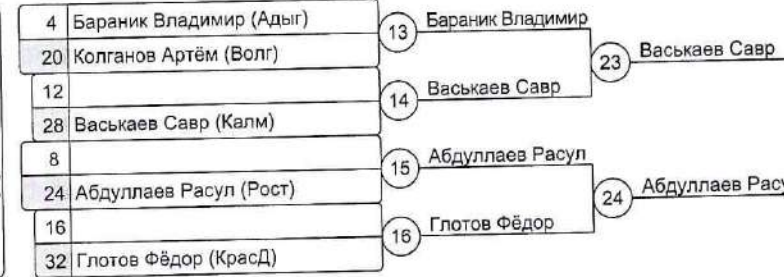 4 Бараник Владимир (Адыг)
20 Колганов Артём (Волг)
12
28 Васькаев Савр (Калм)
8
24 Абдуллаев Расул (Рост)
16
32 Глотов Фёдор (КрасД)
13 Бараник Владимир
14 Васькаев Савр
15 Абдуллаев Расул
16 Глотов Фёдор
23 Васькаев Савр
24 Абдуллаев Расу